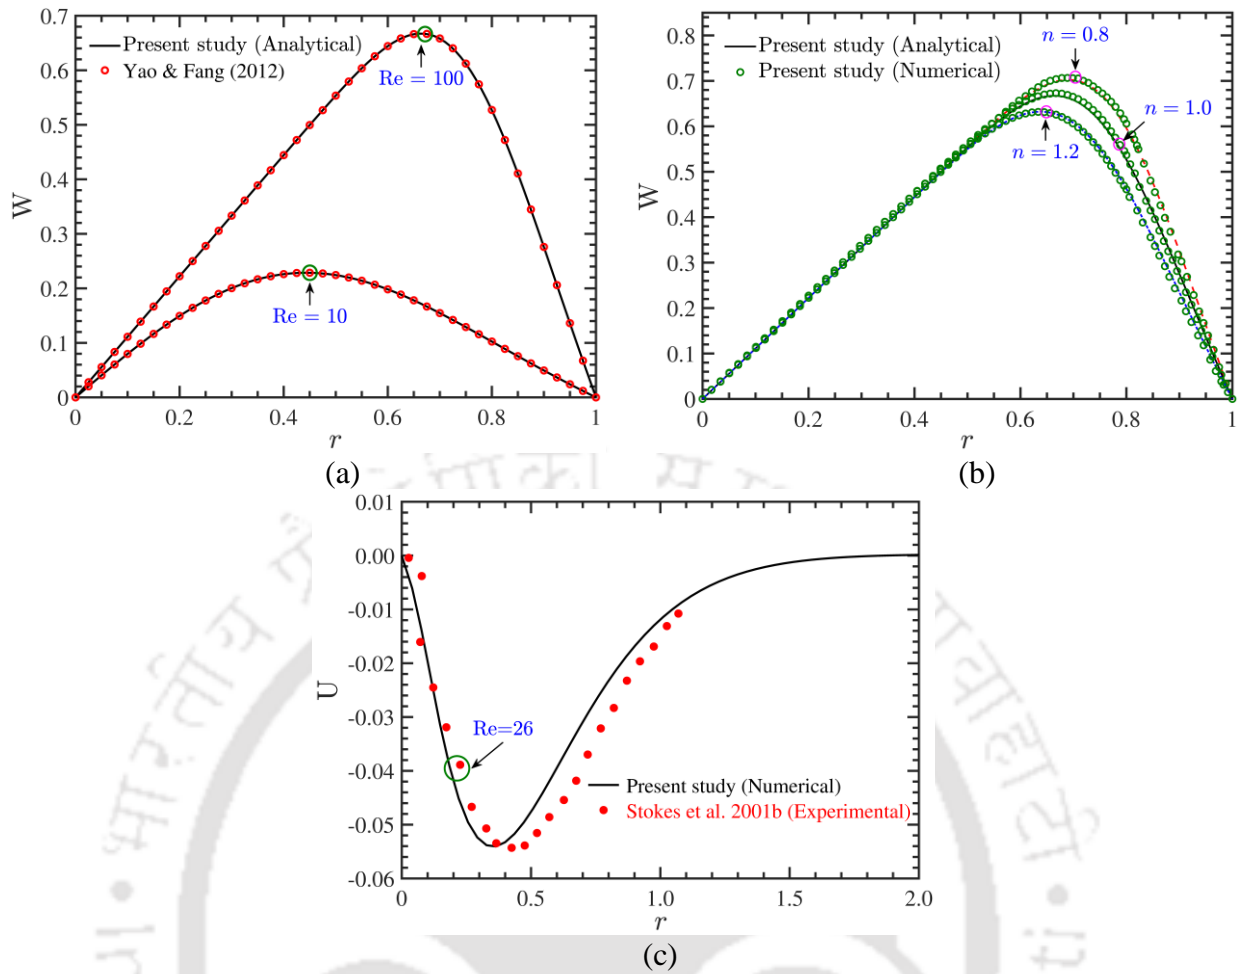 0.7
0.6
0.5
0.4
0.3
0.2
0.1
0
W
Present study (Analytical)
Yao & Fang (2012)
Re = 100
Re = 10
0 0.2 0.4 0.6 0.8 1
r
(a)
0.8
0.7
0.6
0.5
0.4
0.3
0.2
0.1
0
W
Present study (Analytical)
Present study (Numerical)
n = 0.8
n = 1.0
n = 1.2
0 0.2 0.4 0.6 0.8 1
r
(b)
0.01
0.00
-0.01
-0.02
-0.03
-0.04
-0.05
-0.06
U
Re=26
Present study (Numerical)
Stokes et al. 2001b (Experimental)
0 0.5 1.0 1.5 2.0
r
(c)